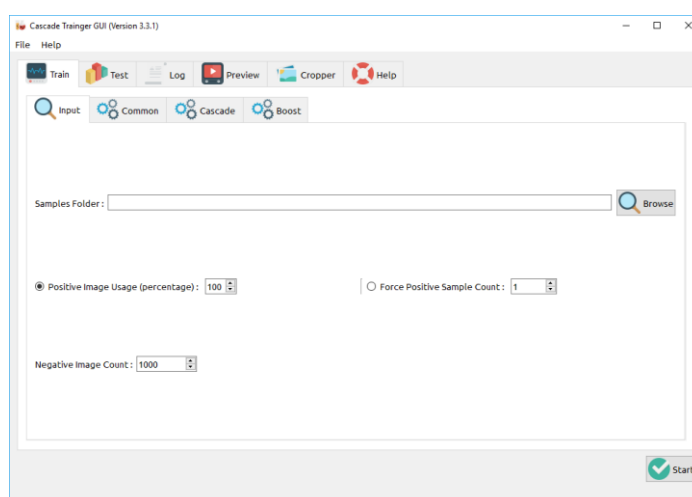 Cascade Trainger GUI (Version 3.3.1)
File Help
Train Test Log Preview Cropper Help
Input Common Cascade Boost
Samples Folder : Browse
Positive Image Usage (percentage) : 100 Force Positive Sample Count : 1
Negative Image Count : 1000
Start